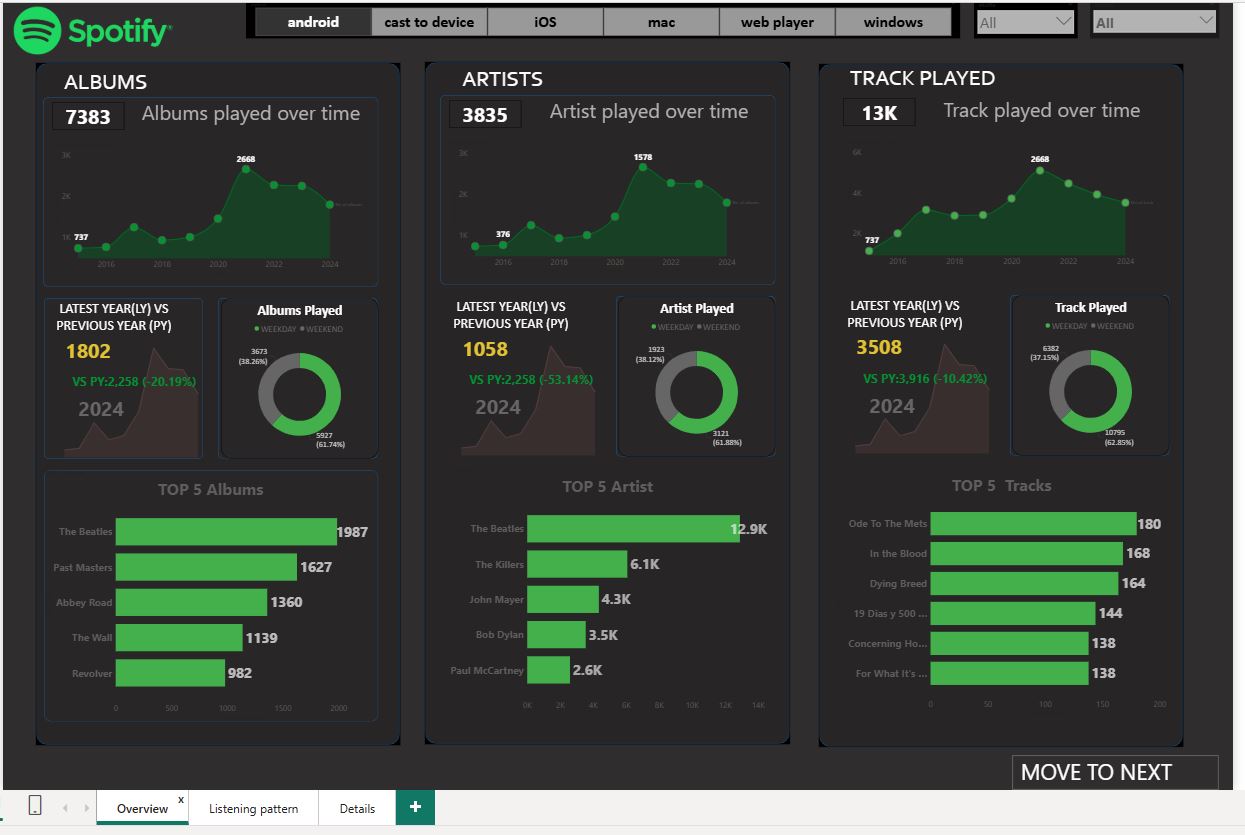 Spotify
android cast to device iOS mac web player windows
All All
ALBUMS
7383 Albums played over time
3K
2668
2K
1K 737
2016 2018 2020 2022 2024
LATEST YEAR(LY) VS
PREVIOUS YEAR (PY)
1802
VS PY:2,258 (-20.19%)
2024
Albums Played
WEEKDAY WEEKEND
3673
(38.26%)
5927
(61.74%)
TOP 5 Albums
The Beatles 1987
Past Masters 1627
Abbey Road 1360
The Wall 1139
Revolver 982
0 500 1000 1500 2000
ARTISTS
3835 Artist played over time
3K
1578
2K
1K 376
2016 2018 2020 2022 2024
LATEST YEAR(LY) VS
PREVIOUS YEAR (PY)
1058
VS PY:2,258 (-53.14%)
2024
Artist Played
WEEKDAY WEEKEND
1923
(38.12%)
3121
(61.88%)
TOP 5 Artist
The Beatles 12.9K
The Killers 6.1K
John Mayer 4.3K
Bob Dylan 3.5K
Paul McCartney 2.6K
0K 2K 4K 6K 8K 10K 12K 14K
TRACK PLAYED
13K Track played over time
6K
2668
4K
2K
737
2016 2018 2020 2022 2024
LATEST YEAR(LY) VS
PREVIOUS YEAR (PY)
3508
VS PY:3,916 (-10.42%)
2024
Track Played
WEEKDAY WEEKEND
6382
(37.15%)
10795
(62.85%)
TOP 5 Tracks
Ode To The Mets 180
In the Blood 168
Dying Breed 164
19 Dias y 500 ... 144
Concerning Ho... 138
For What It's ... 138
0 50 100 150 200
MOVE TO NEXT
Overview x Listening pattern Details +